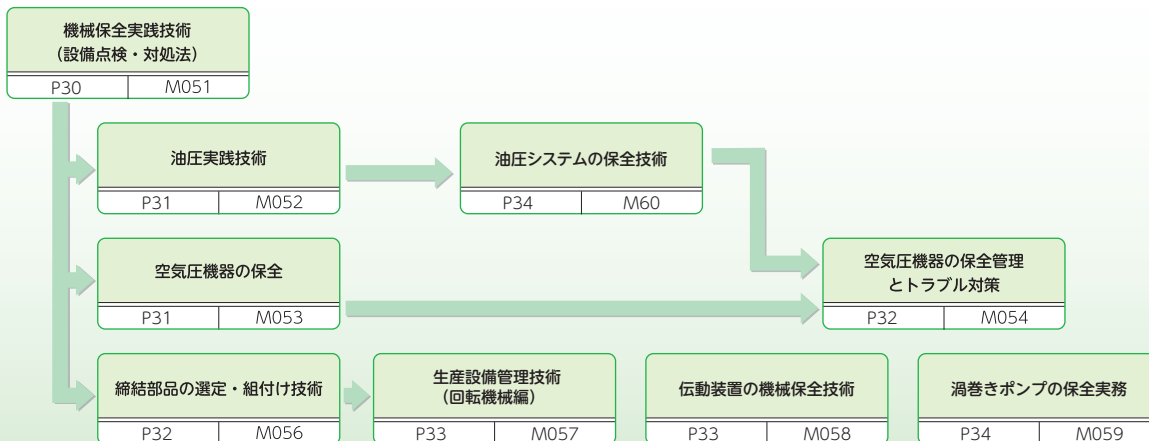 機械保全実践技術
（設備点検・対処法）
P30 M051
油圧実践技術
P31 M052
油圧システムの保全技術
P34 M60
空気圧機器の保全
P31 M053
空気圧機器の保全管理
とトラブル対策
P32 M054
締結部品の選定・組付け技術
P32 M056
生産設備管理技術
（回転機械編）
P33 M057
伝動装置の機械保全技術
P33 M058
渦巻きポンプの保全実務
P34 M059